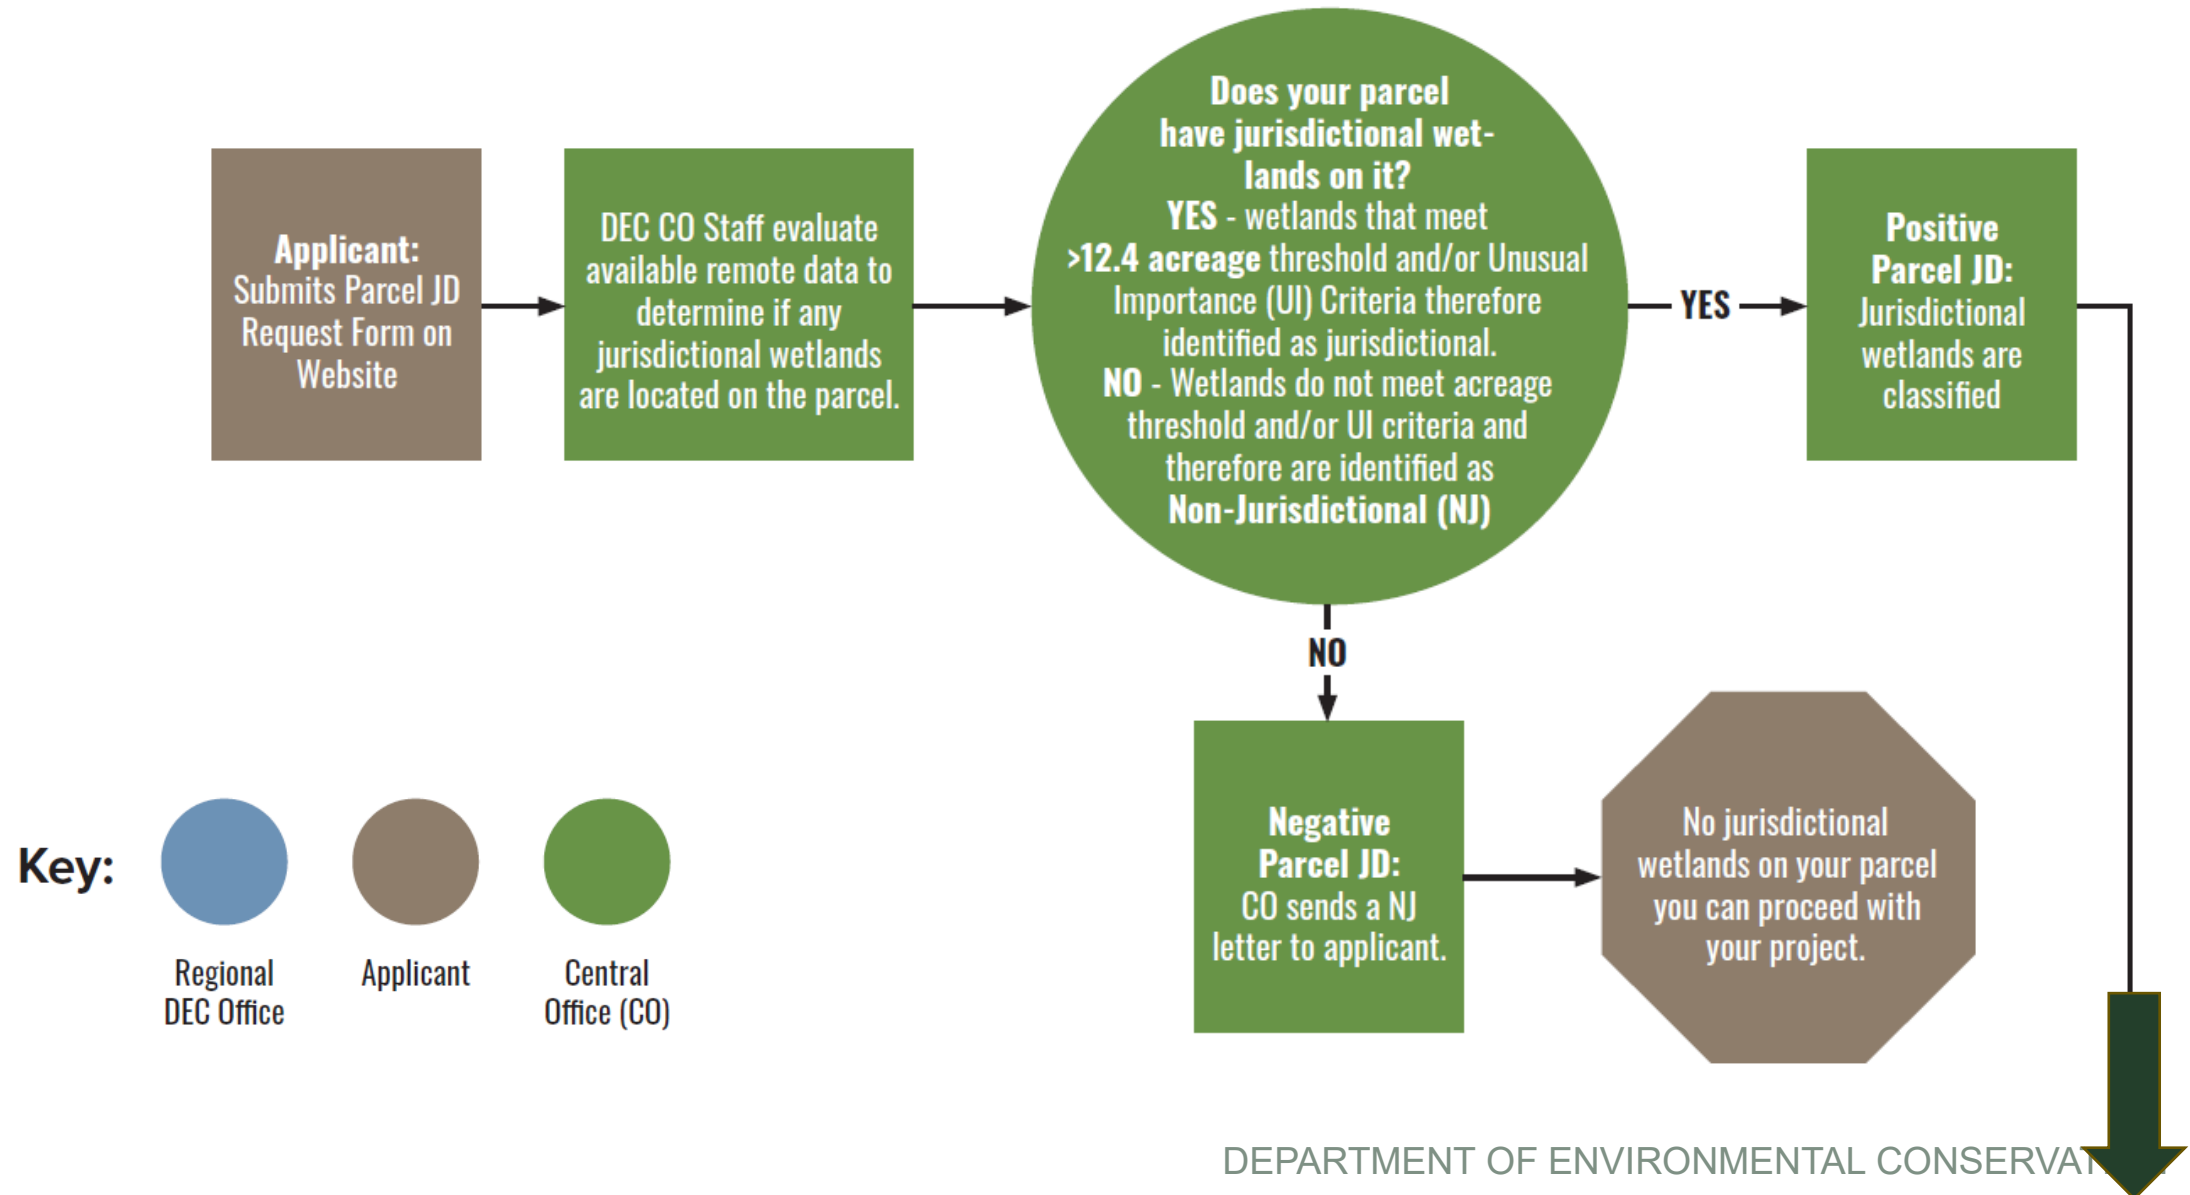 Applicant:
Submits Parcel JD
Request Form on
Website
DEC CO Staff evaluate
available remote data to
determine if any
jurisdictional wetlands
are located on the parcel.
Does your parcel
have jurisdictional wet-
lands on it?
YES - wetlands that meet
>12.4 acreage threshold and/or Unusual
Importance (UI) Criteria therefore
identified as jurisdictional.
NO - Wetlands do not meet acreage
threshold and/or UI criteria and
therefore are identified as
Non-Jurisdictional (NJ)
YES
Positive
Parcel JD:
Jurisdictional
wetlands are
classified
NO
Negative
Parcel JD:
CO sends a NJ
letter to applicant.
No jurisdictional
wetlands on your parcel
you can proceed with
your project.
Key:
Regional
DEC Office
Applicant
Central
Office (CO)
DEPARTMENT OF ENVIRONMENTAL